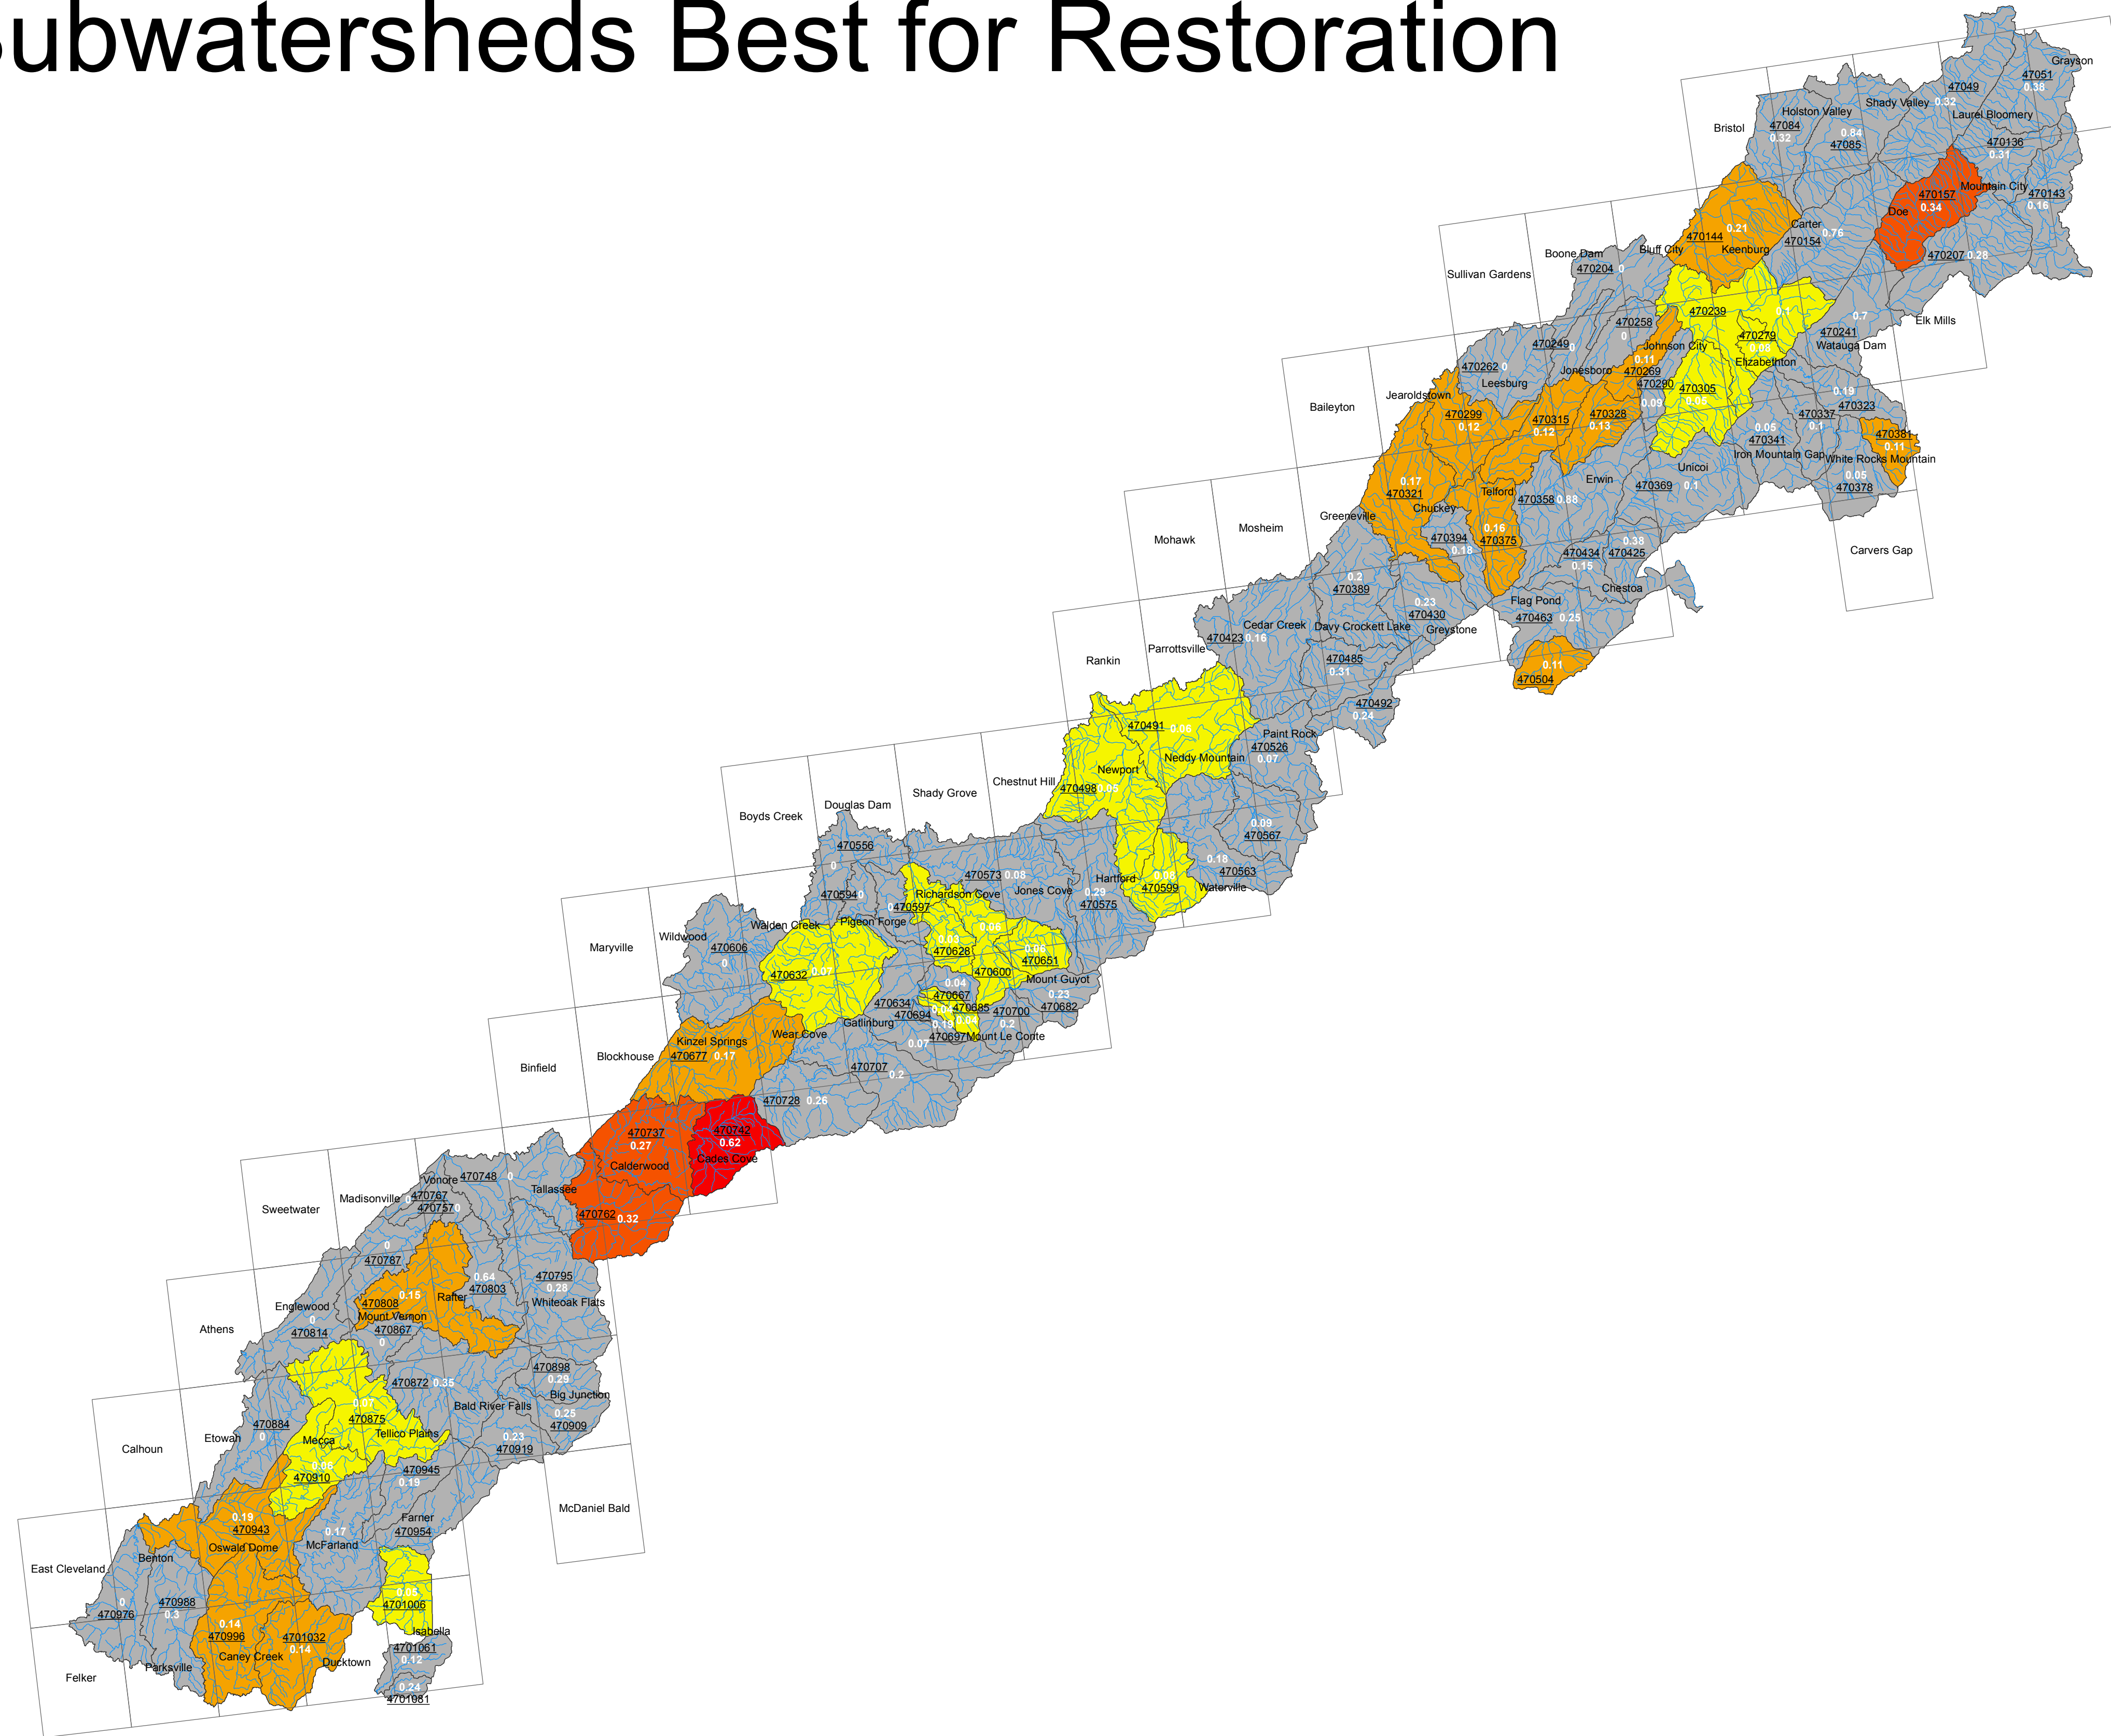 ubwatersheds Best for Restoration
Grayson
47051
0.38
47049
Shady Valley 0.32
Laurel Bloomery
Holston Valley
47084
0.32
0.84
47085
Bristol
470136
0.31
470157
0.34
Mountain City
470143
0.16
Doe
470207 0.28
Carter
0.76
470154
0.21
470144
Keenburg
Bluff City
Boone Dam
470204 0
Sullivan Gardens
Elk Mills
470239
0.1
0.7
470241
Watauga Dam
470279
0.08
Elizabethton
470258
0
Johnson City
0.11
470269
470249 0
470262 0
Leesburg
Jonesboro
470290
0.09
470305
0.06
0.19
470323
470337
0.1
0.05
470341
Iron Mountain Gap
470381
0.11
White Rocks Mountain
0.05
470378
Baileyton
Jearoldstown
470299
0.12
470315
0.12
470328
0.13
Unicoi
470369 0.1
Erwin
470358 0.88
Telford
0.17
470321
Chuckey
0.16
470375
470394
0.18
Greeneville
Mosheim
Mohawk
Carvers Gap
0.38
470434 470425
0.15
Chestoa
Flag Pond
470463 0.25
0.11
470504
0.2
470389
0.23
470430
Greystone
Davy Crockett Lake
Cedar Creek
470423 0.16
470485
0.31
470492
0.24
Parrottsville
Rankin
470491 0.06
Paint Rock
470526
0.07
Neddy Mountain
Newport
470498
Chestnut Hill
Shady Grove
Douglas Dam
Boyds Creek
0.09
470567
0.18
470563
Waterville
0.08
470599
Hartford
0.29
470575
470556
0
470573 0.08
Jones Cove
Richardson Cove
470594 0
470597
Pigeon Forge
Walden Creek
Wildwood
470606
0
Maryville
0.08
470628
470651
470600
Mount Guyot
0.23
470682
470632 0.07
0.04
470667
470634
470694
470685
470700
0.2
0.19
470697 Mount Le Conte
0.07
Gatlinburg
Wear Cove
Kinzel Springs
470677 0.17
Blockhouse
Binfield
470707 0.2
470728 0.26
470742
0.62
Cades Cove
470737
0.27
Calderwood
470762 0.32
Tallassee
470748 0
Vonore
470767
470757 0
Madisonville
Sweetwater
0
470787
0.64
470803
470795
0.28
Whiteoak Flats
0.15
470808
Rafter
Mount Vernon
470867
0
Englewood
0
470814
Athens
470898
0.29
Big Junction
0.25
470909
470872 0.35
Bald River Falls
0.23
470919
0.07
470875
Tellico Plains
470884
0
Etowah
Mecca
470910
Calhoun
470945
0.19
McDaniel Bald
Farner
470954
0.17
McFarland
0.19
470943
Oswald Dome
Benton
East Cleveland
0
470976
470988
0.3
4701006
Isabella
4701061
0.12
0.24
4701081
0.14
470996
Caney Creek
4701032
0.14
Ducktown
Parksville
Felker